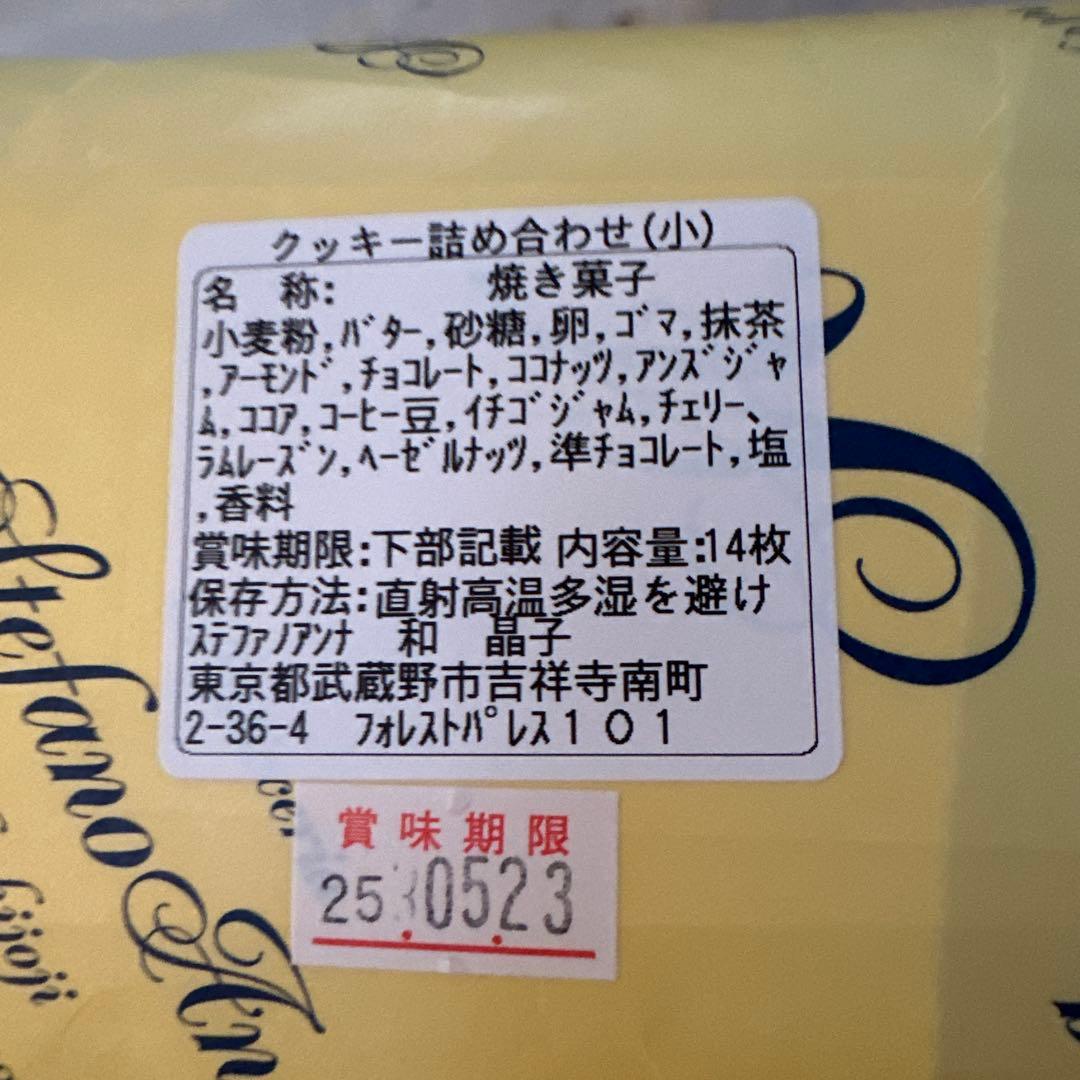 クッキー詰め合わせ(小)
名　称:　　　焼き菓子
小麦粉,ﾊﾞﾀｰ,砂糖,卵,ｺﾞﾏ,抹茶
,ｱｰﾓﾝﾄﾞ,ﾁｮｺﾚｰﾄ,ｺｺﾅｯﾂ,ｱﾝｽﾞｼﾞｬ
ﾑ,ｺｺｱ,ｺｰﾋｰ豆,ｲﾁｺﾞｼﾞｬﾑ,ﾁｪﾘｰ、
ﾗﾑﾚｰｽﾞﾝ,ﾍｰｾﾞﾙﾅｯﾂ,準ﾁｮｺﾚｰﾄ,塩
,香料
賞味期限:下部記載 内容量:14枚
保存方法:直射高温多湿を避け
ｽﾃﾌｧﾉｱﾝﾅ　和　晶子
東京都武蔵野市吉祥寺南町
2-36-4　ﾌｫﾚｽﾄﾊﾟﾚｽ１０１
賞味期限
25.05.23
Stefano An